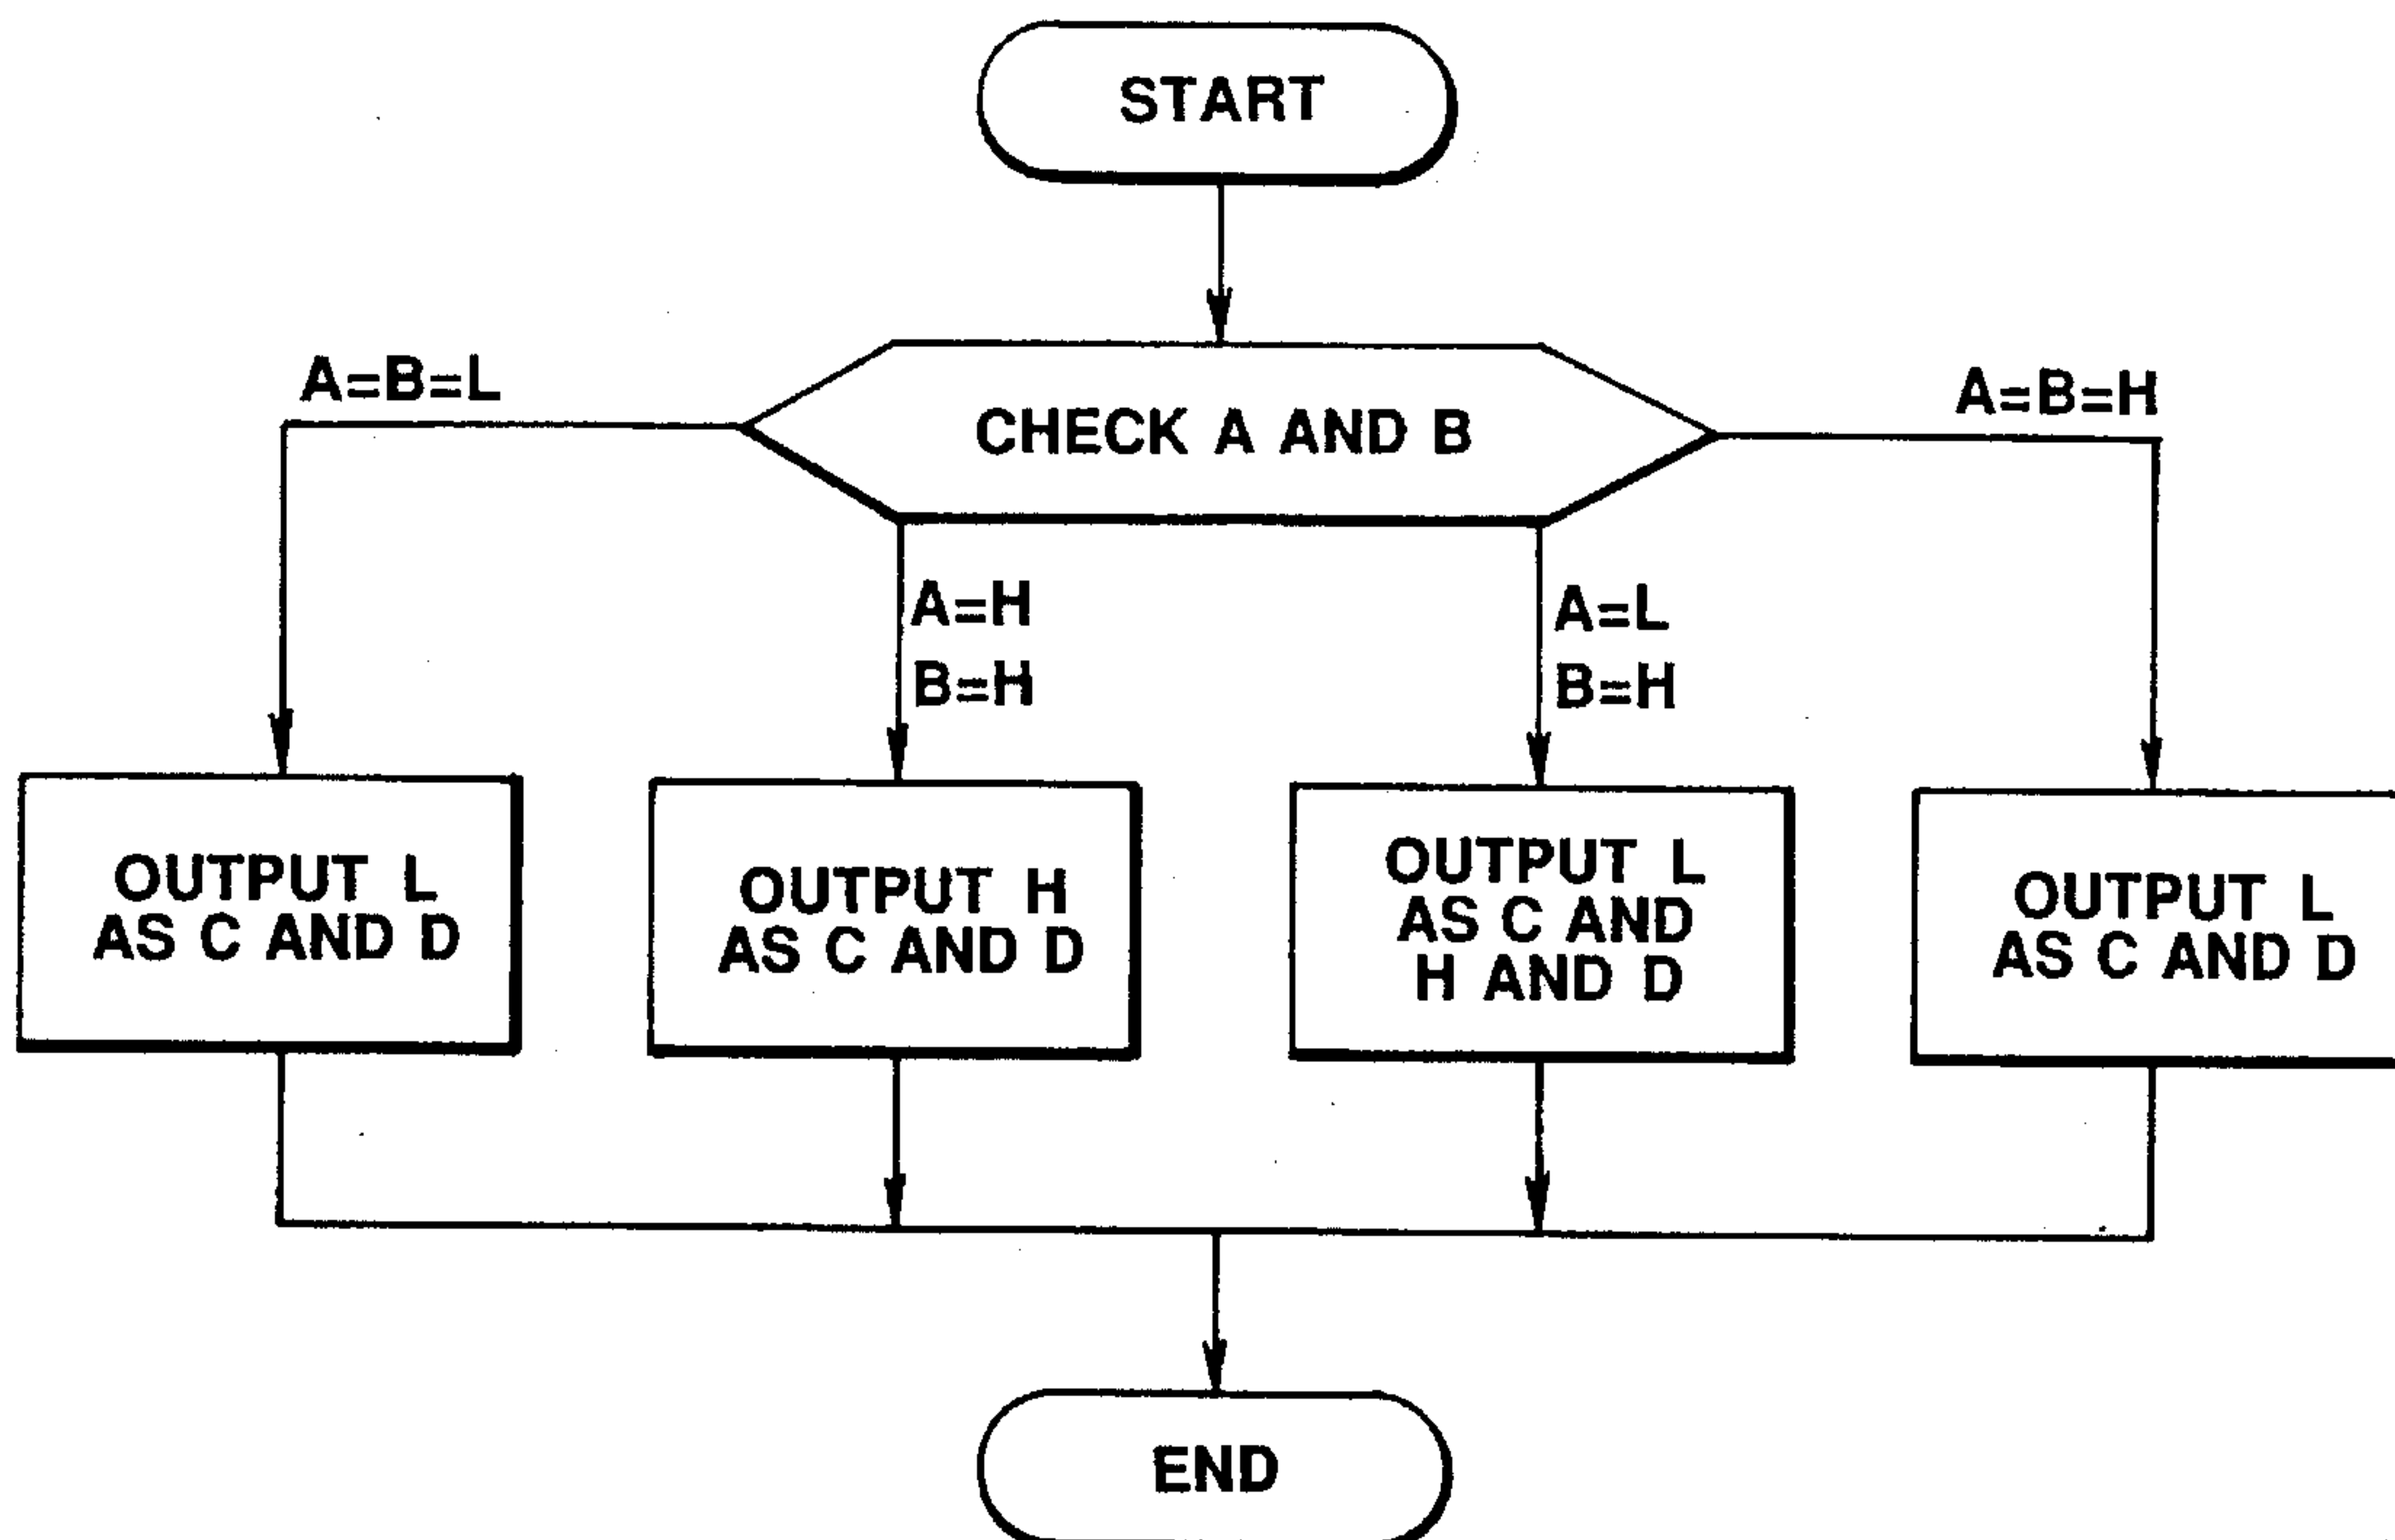 START
A=B=L
CHECK A AND B
A=B=H
A=H
B=H
A=L
B=H
OUTPUT L
AS C AND D
OUTPUT H
AS C AND D
OUTPUT L
AS C AND
H AND D
OUTPUT L
AS C AND D
END